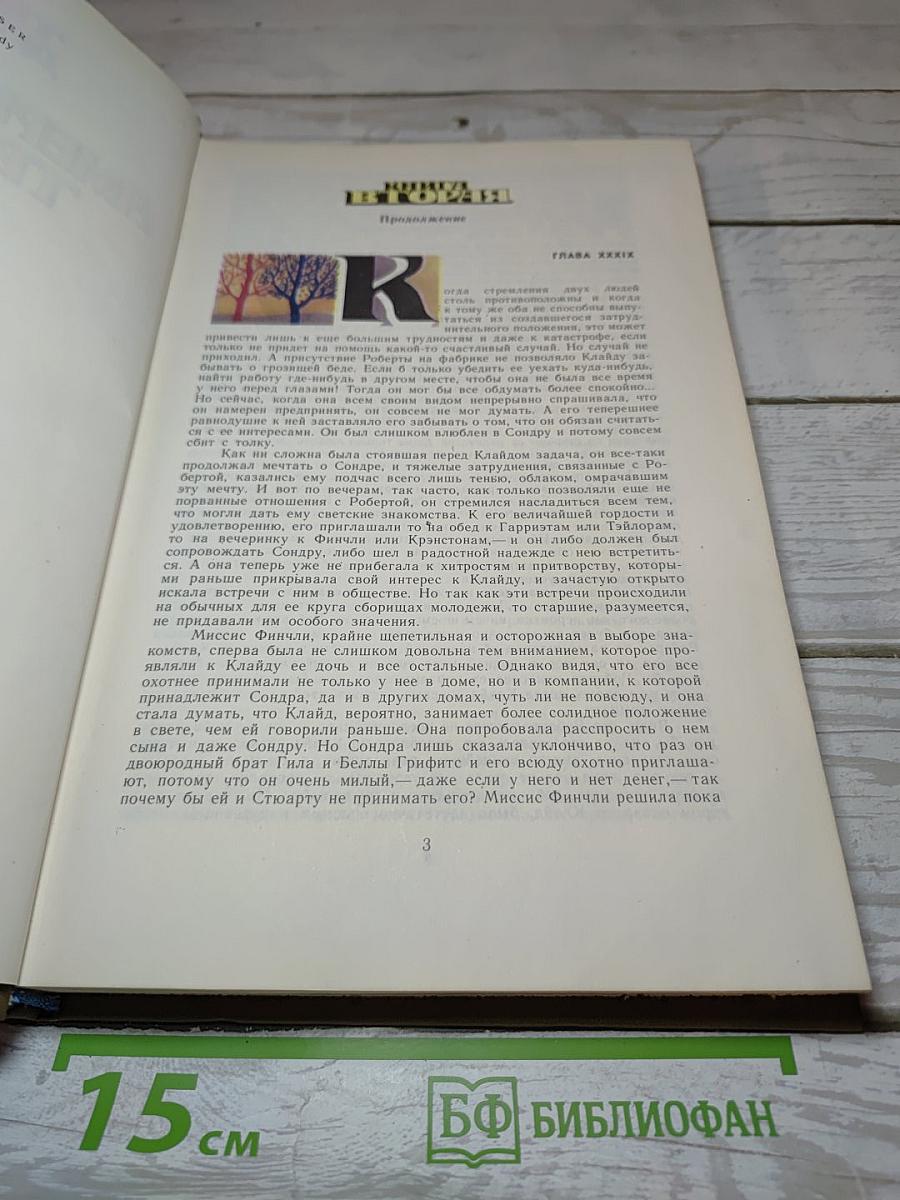 КНИГА
ВТОРАЯ
Продолжение
ГЛАВА XXXIX
Когда стремления двух людей
столь противоположны и когда
к тому же оба не способны выпу-
таться из создавшегося затруд-
нительного положения, это может
привести лишь к еще большим трудностям и даже к катастрофе, если
только не придет на помощь какой-то счастливый случай. Но случай не
приходил. А присутствие Роберты на фабрике не позволяло Клайду за-
бывать о грозящей беде. Если б только убедить ее уехать куда-нибудь,
найти работу где-нибудь в другом месте, чтобы она не была все время
у него перед глазами! Тогда он мог бы все обдумать более спокойно...
Но сейчас, когда она всем своим видом непрерывно спрашивала, что
он намерен предпринять, он совсем не мог думать. А его теперешнее
равнодушие к ней заставляло его забывать о том, что он обязан считать-
ся с ее интересами. Он был слишком влюблен в Сондру и потому совсем
сбит с толку.
Как ни сложна была стоявшая перед Клайдом задача, он все-таки
продолжал мечтать о Сондре, и тяжелые затруднения, связанные с Ро-
бертой, казались ему подчас всего лишь тенью, облаком, омрачавшим
эту мечту. И вот по вечерам, так часто, как только позволяли еще не
порванные отношения с Робертой, он стремился насладиться всем тем,
что могли дать ему светские знакомства. К его величайшей гордости и
удовлетворению, его приглашали то на обед к Гарриэтам или Тэйлорам,
то на вечеринку к Финчли или Крэнстонам,— и он либо должен был
сопровождать Сондру, либо шел в радостной надежде с нею встретить-
ся. А она теперь уже не прибегала к хитростям и притворству, которы-
ми раньше прикрывала свой интерес к Клайду, и зачастую открыто
искала встречи с ним в обществе. Но так как эти встречи происходили
на обычных для ее круга сборищах молодежи, то старшие, разумеется,
не придавали им особого значения.
Миссис Финчли, крайне щепетильная и осторожная в выборе зна-
комств, сперва была не слишком довольна тем вниманием, которое про-
являли к Клайду ее дочь и все остальные. Однако видя, что его все
охотнее принимали не только у нее в доме, но и в компании, к которой
принадлежит Сондра, да и в других домах, чуть ли не повсюду, и она
стала думать, что Клайд, вероятно, занимает более солидное положение
в свете, чем ей говорили раньше. Она попробовала расспросить о нем
сына и даже Сондру. Но Сондра лишь сказала уклончиво, что раз он
двоюродный брат Гила и Беллы Грифитс и его всюду охотно приглаша-
ют, потому что он очень милый,— даже если у него и нет денег,— так
почему бы ей и Стюарту не принимать его? Миссис Финчли решила пока
3
15 см
БФ БИБЛИОФАН